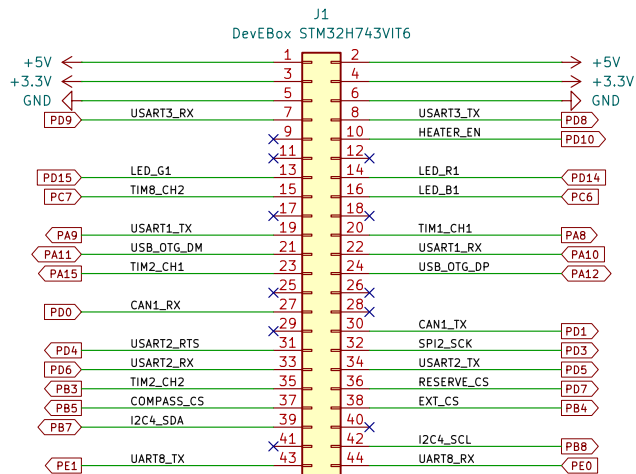 J1
DevEBox STM32H743VIT6
+5V 1 2 +5V
+3.3V 3 4 +3.3V
GND 5 6 GND
PD9 USART3_RX 7 8 USART3_TX PD8
9 10 HEATER_EN PD10
11 12
PD15 LED_G1 13 14 LED_R1 PD14
PC7 TIM8_CH2 15 16 LED_B1 PC6
17 18
PA9 USART1_TX 19 20 TIM1_CH1 PA8
PA11 USB_OTG_DM 21 22 USART1_RX PA10
PA15 TIM2_CH1 23 24 USB_OTG_DP PA12
25 26
PD0 CAN1_RX 27 28
29 30 CAN1_TX PD1
PD4 USART2_RTS 31 32 SPI2_SCK PD3
PD6 USART2_RX 33 34 USART2_TX PD5
PB3 TIM2_CH2 35 36 RESERVE_CS PD7
PB5 COMPASS_CS 37 38 EXT_CS PB4
PB7 I2C4_SDA 39 40
41 42 I2C4_SCL PB8
PE1 UART8_TX 43 44 UART8_RX PE0